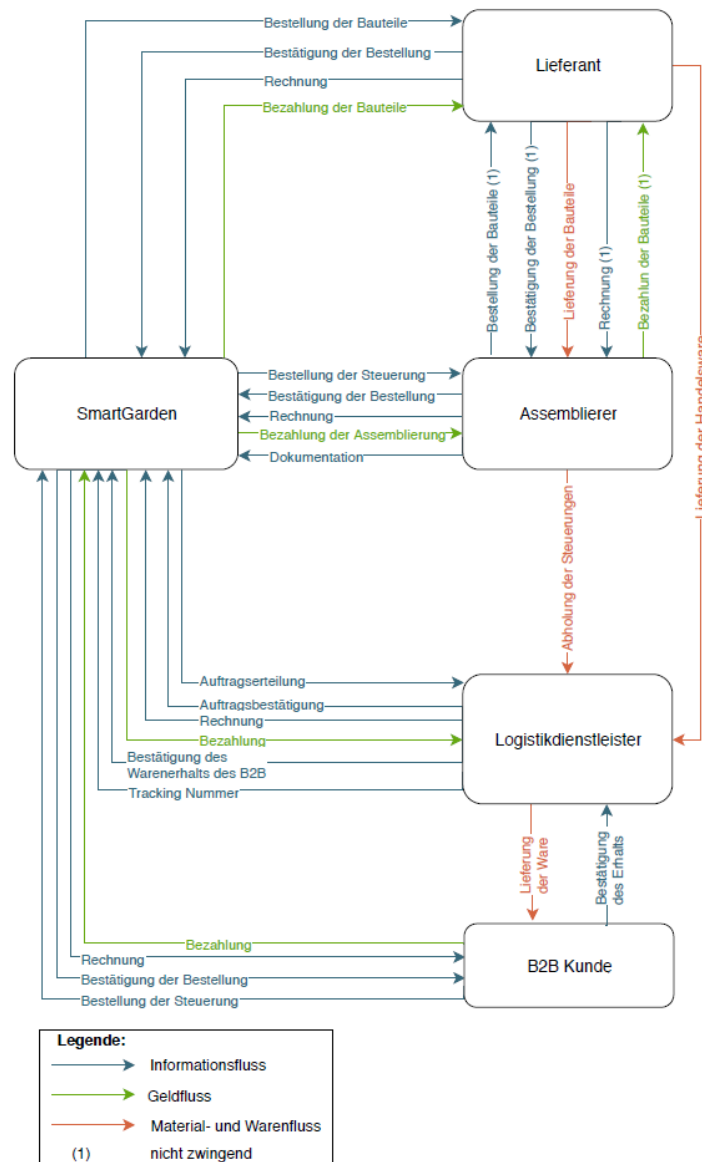 Bestellung der Bauteile
Bestätigung der Bestellung
Lieferant
Rechnung
Bezahlung der Bauteile
Bestellung der Bauteile (1)
Bestätigung der Bestellung (1)
Lieferung der Bauteile
Rechnung (1)
Bezahlun der Bauteile (1)
Lieferung der Handelsware
SmartGarden
Bestellung der Steuerung
Bestätigung der Bestellung
Rechnung
Bezahlung der Assemblierung
Dokumentation
Assemblierer
Abholung der Steuerungen
Auftragserteilung
Auftragsbestätigung
Rechnung
Bezahlung
Bestätigung des
Warenerhalts des B2B
Tracking Nummer
Logistikdienstleister
Lieferung
der Ware
Bestätigung
des Erhalts
Bezahlung
Rechnung
Bestätigung der Bestellung
Bestellung der Steuerung
B2B Kunde
Legende:
Informationsfluss
Geldfluss
Material- und Warenfluss
(1) nicht zwingend